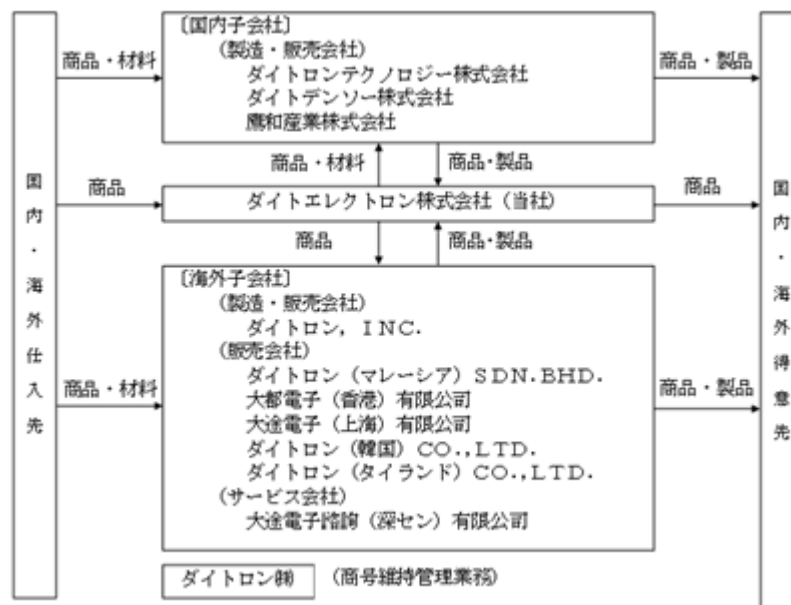 〔国内子会社〕
(製造・販売会社)
ダイトロンテクノロジー株式会社
ダイトデンソー株式会社
鷹和産業株式会社
商品・材料
商品・製品
商品・材料
商品・製品
国内・海外仕入先
商品
ダイトエレクトロン株式会社（当社）
商品
国内・海外得意先
商品
商品・製品
〔海外子会社〕
(製造・販売会社)
ダイトロン，ＩＮＣ．
(販売会社)
ダイトロン（マレーシア）ＳＤＮ．ＢＨＤ．
大都電子（香港）有限公司
大途電子（上海）有限公司
ダイトロン（韓国）ＣＯ．，ＬＴＤ．
ダイトロン（タイランド）ＣＯ．，ＬＴＤ．
(サービス会社)
大途電子諮詢（深セン）有限公司
商品・材料
商品・製品
ダイトロン㈱
(商号維持管理業務)